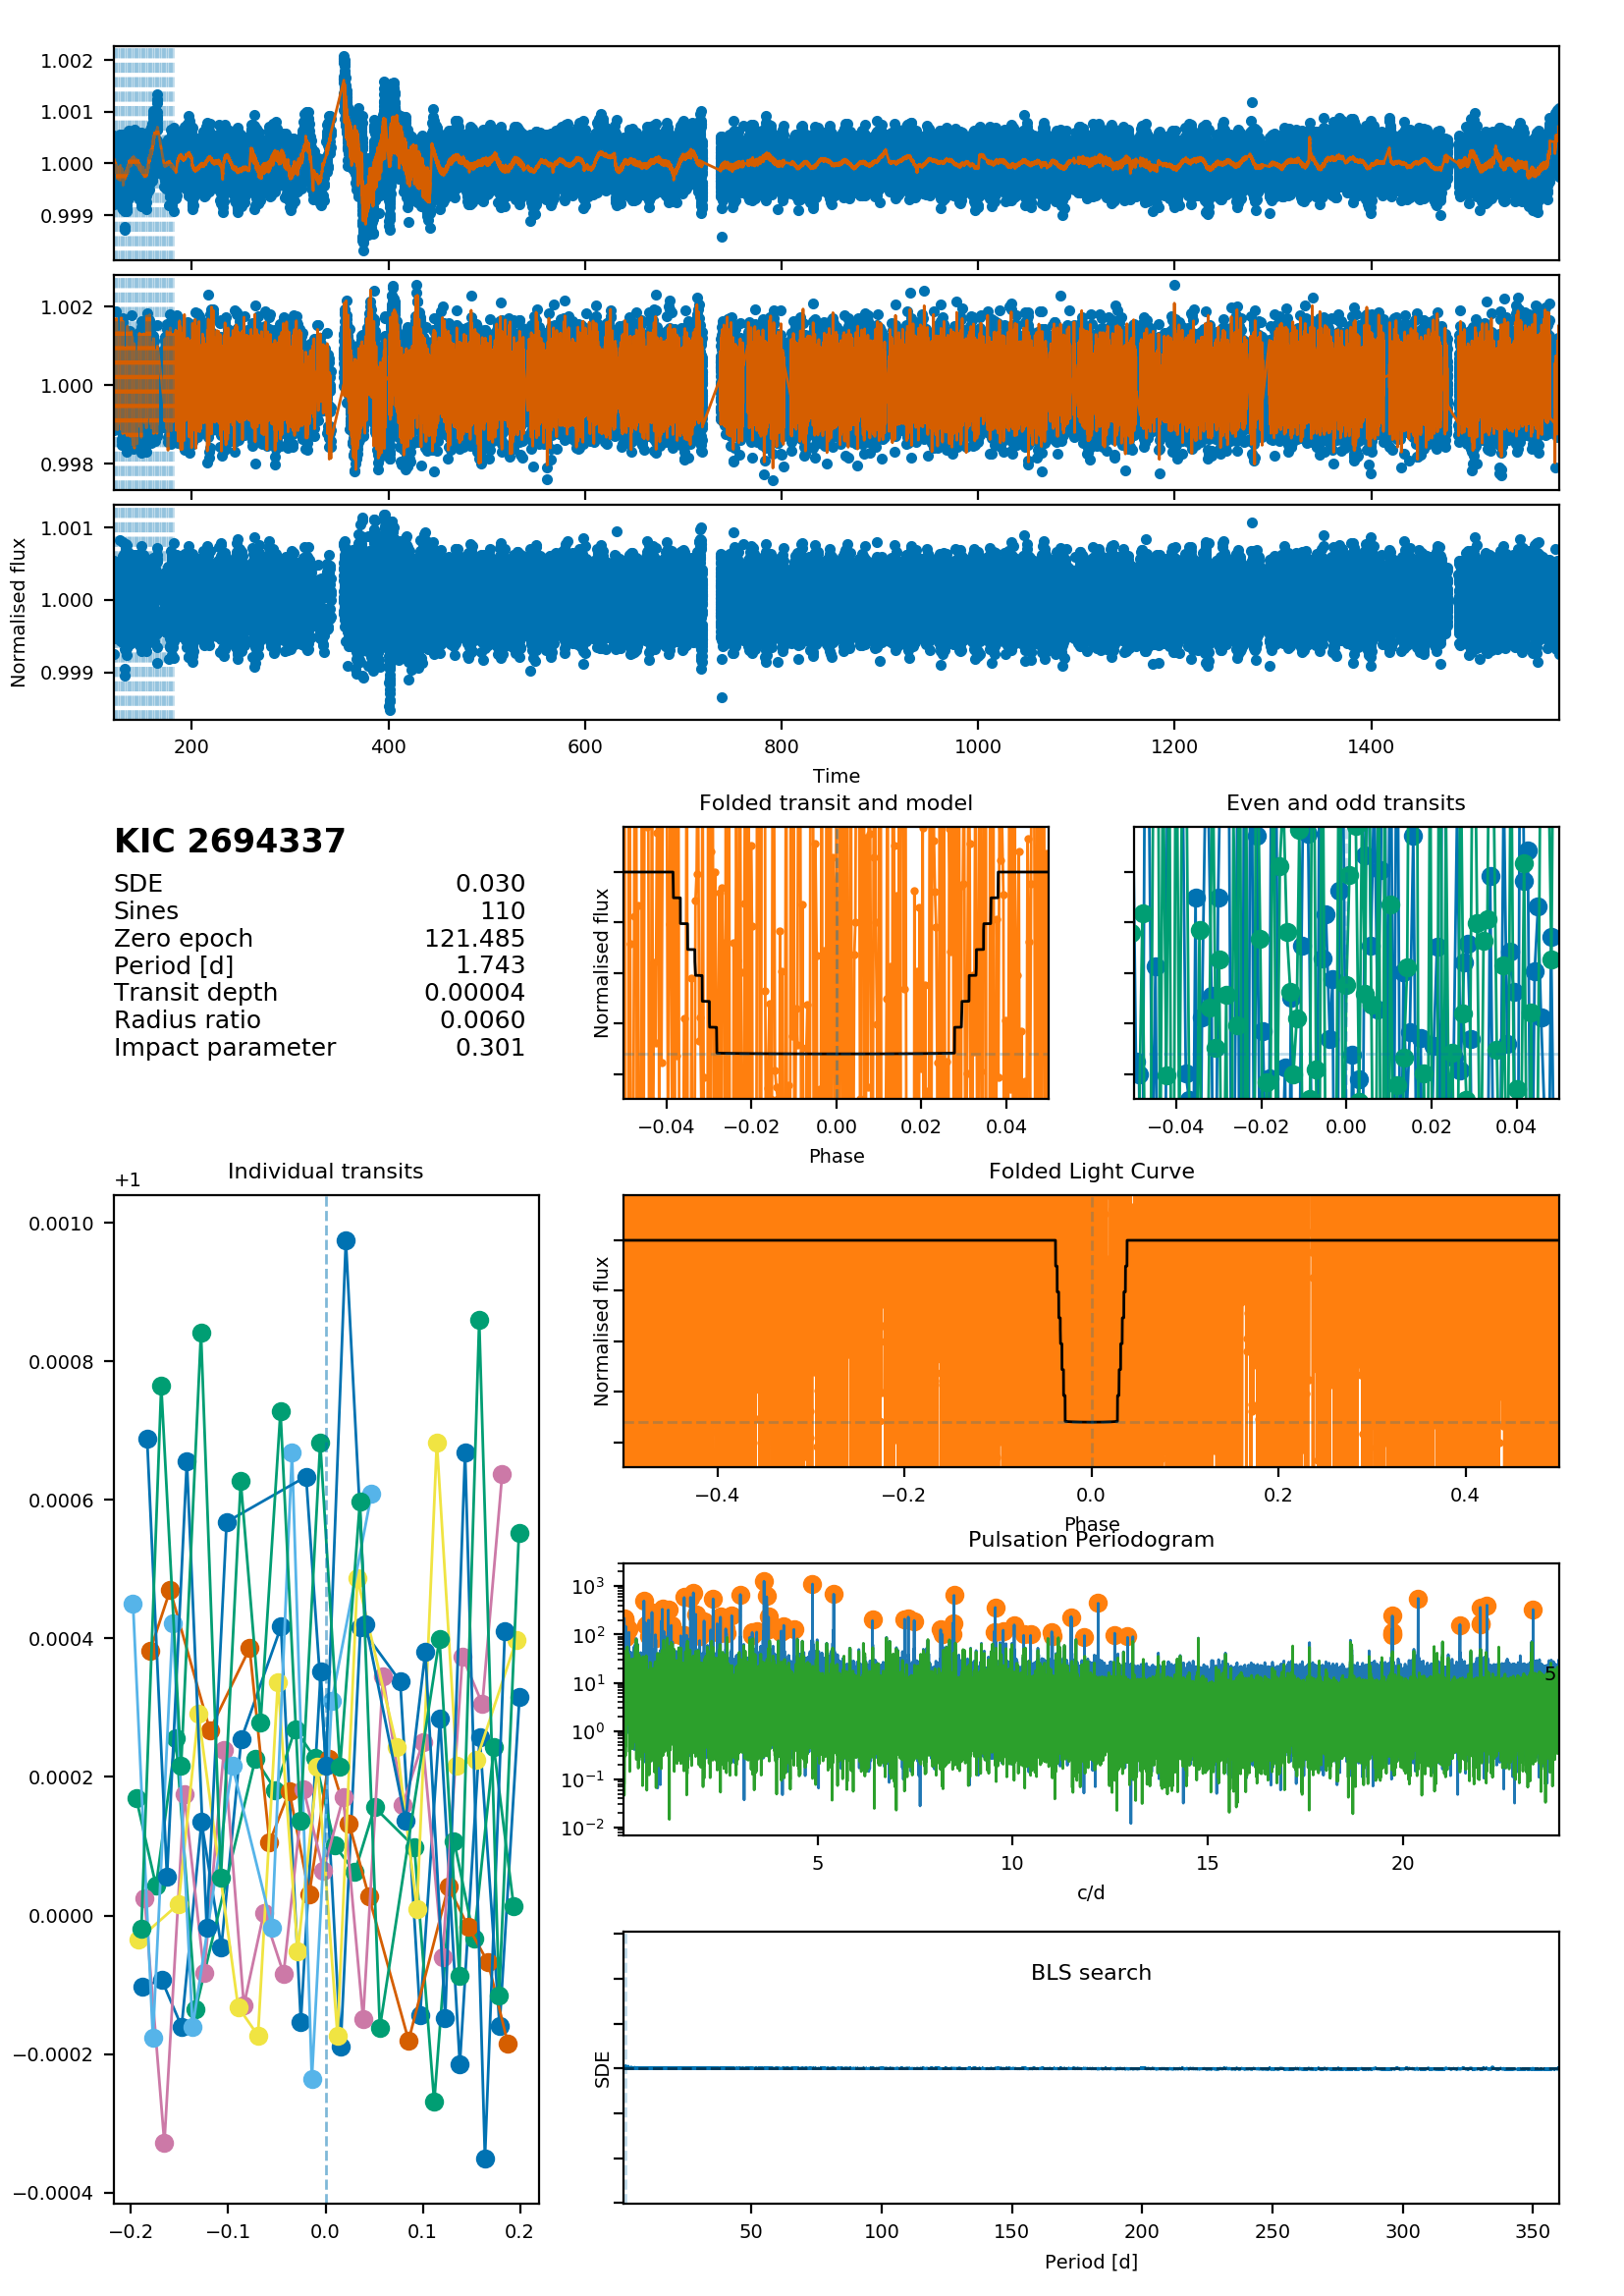 1.002
1.001
1.000
0.999
1.002
1.000
0.998
1.001
1.000
0.999
Normalised flux
200 400 600 800 1000 1200 1400
Time
KIC 2694337
SDE 0.030
Sines 110
Zero epoch 121.485
Period [d] 1.743
Transit depth 0.00004
Radius ratio 0.0060
Impact parameter 0.301
Folded transit and model
Normalised flux
−0.04 −0.02 0.00 0.02 0.04
Phase
Even and odd transits
−0.04 −0.02 0.00 0.02 0.04
Individual transits
+1
0.0010
0.0008
0.0006
0.0004
0.0002
0.0000
−0.0002
−0.0004
−0.2 −0.1 0.0 0.1 0.2
Folded Light Curve
Normalised flux
−0.4 −0.2 0.0 0.2 0.4
Phase
Pulsation Periodogram
10³
10²
10¹
10⁰
10⁻¹
10⁻²
5
5 10 15 20
c/d
BLS search
SDE
50 100 150 200 250 300 350
Period [d]